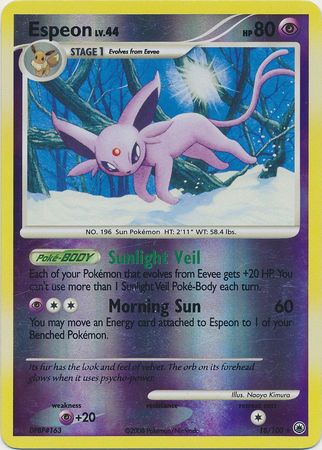 Espeon LV.44 HP 80
STAGE 1 Evolves from Eevee
NO. 196 Sun Pokémon HT: 2'11" WT: 58.4 lbs.
Poké-BODY Sunlight Veil
Each of your Pokémon that evolves from Eevee gets +20 HP. You
can't use more than 1 Sunlight Veil Poké-Body each turn.
Morning Sun 60
You may move an Energy card attached to Espeon to 1 of your
Benched Pokémon.
Its fur has the look and feel of velvet. The orb on its forehead
glows when it uses psycho-power.
Illus. Naoyo Kimura
weakness resistance retreat cost
+20
DPBP#163 ©2008 Pokémon/Nintendo 18/100